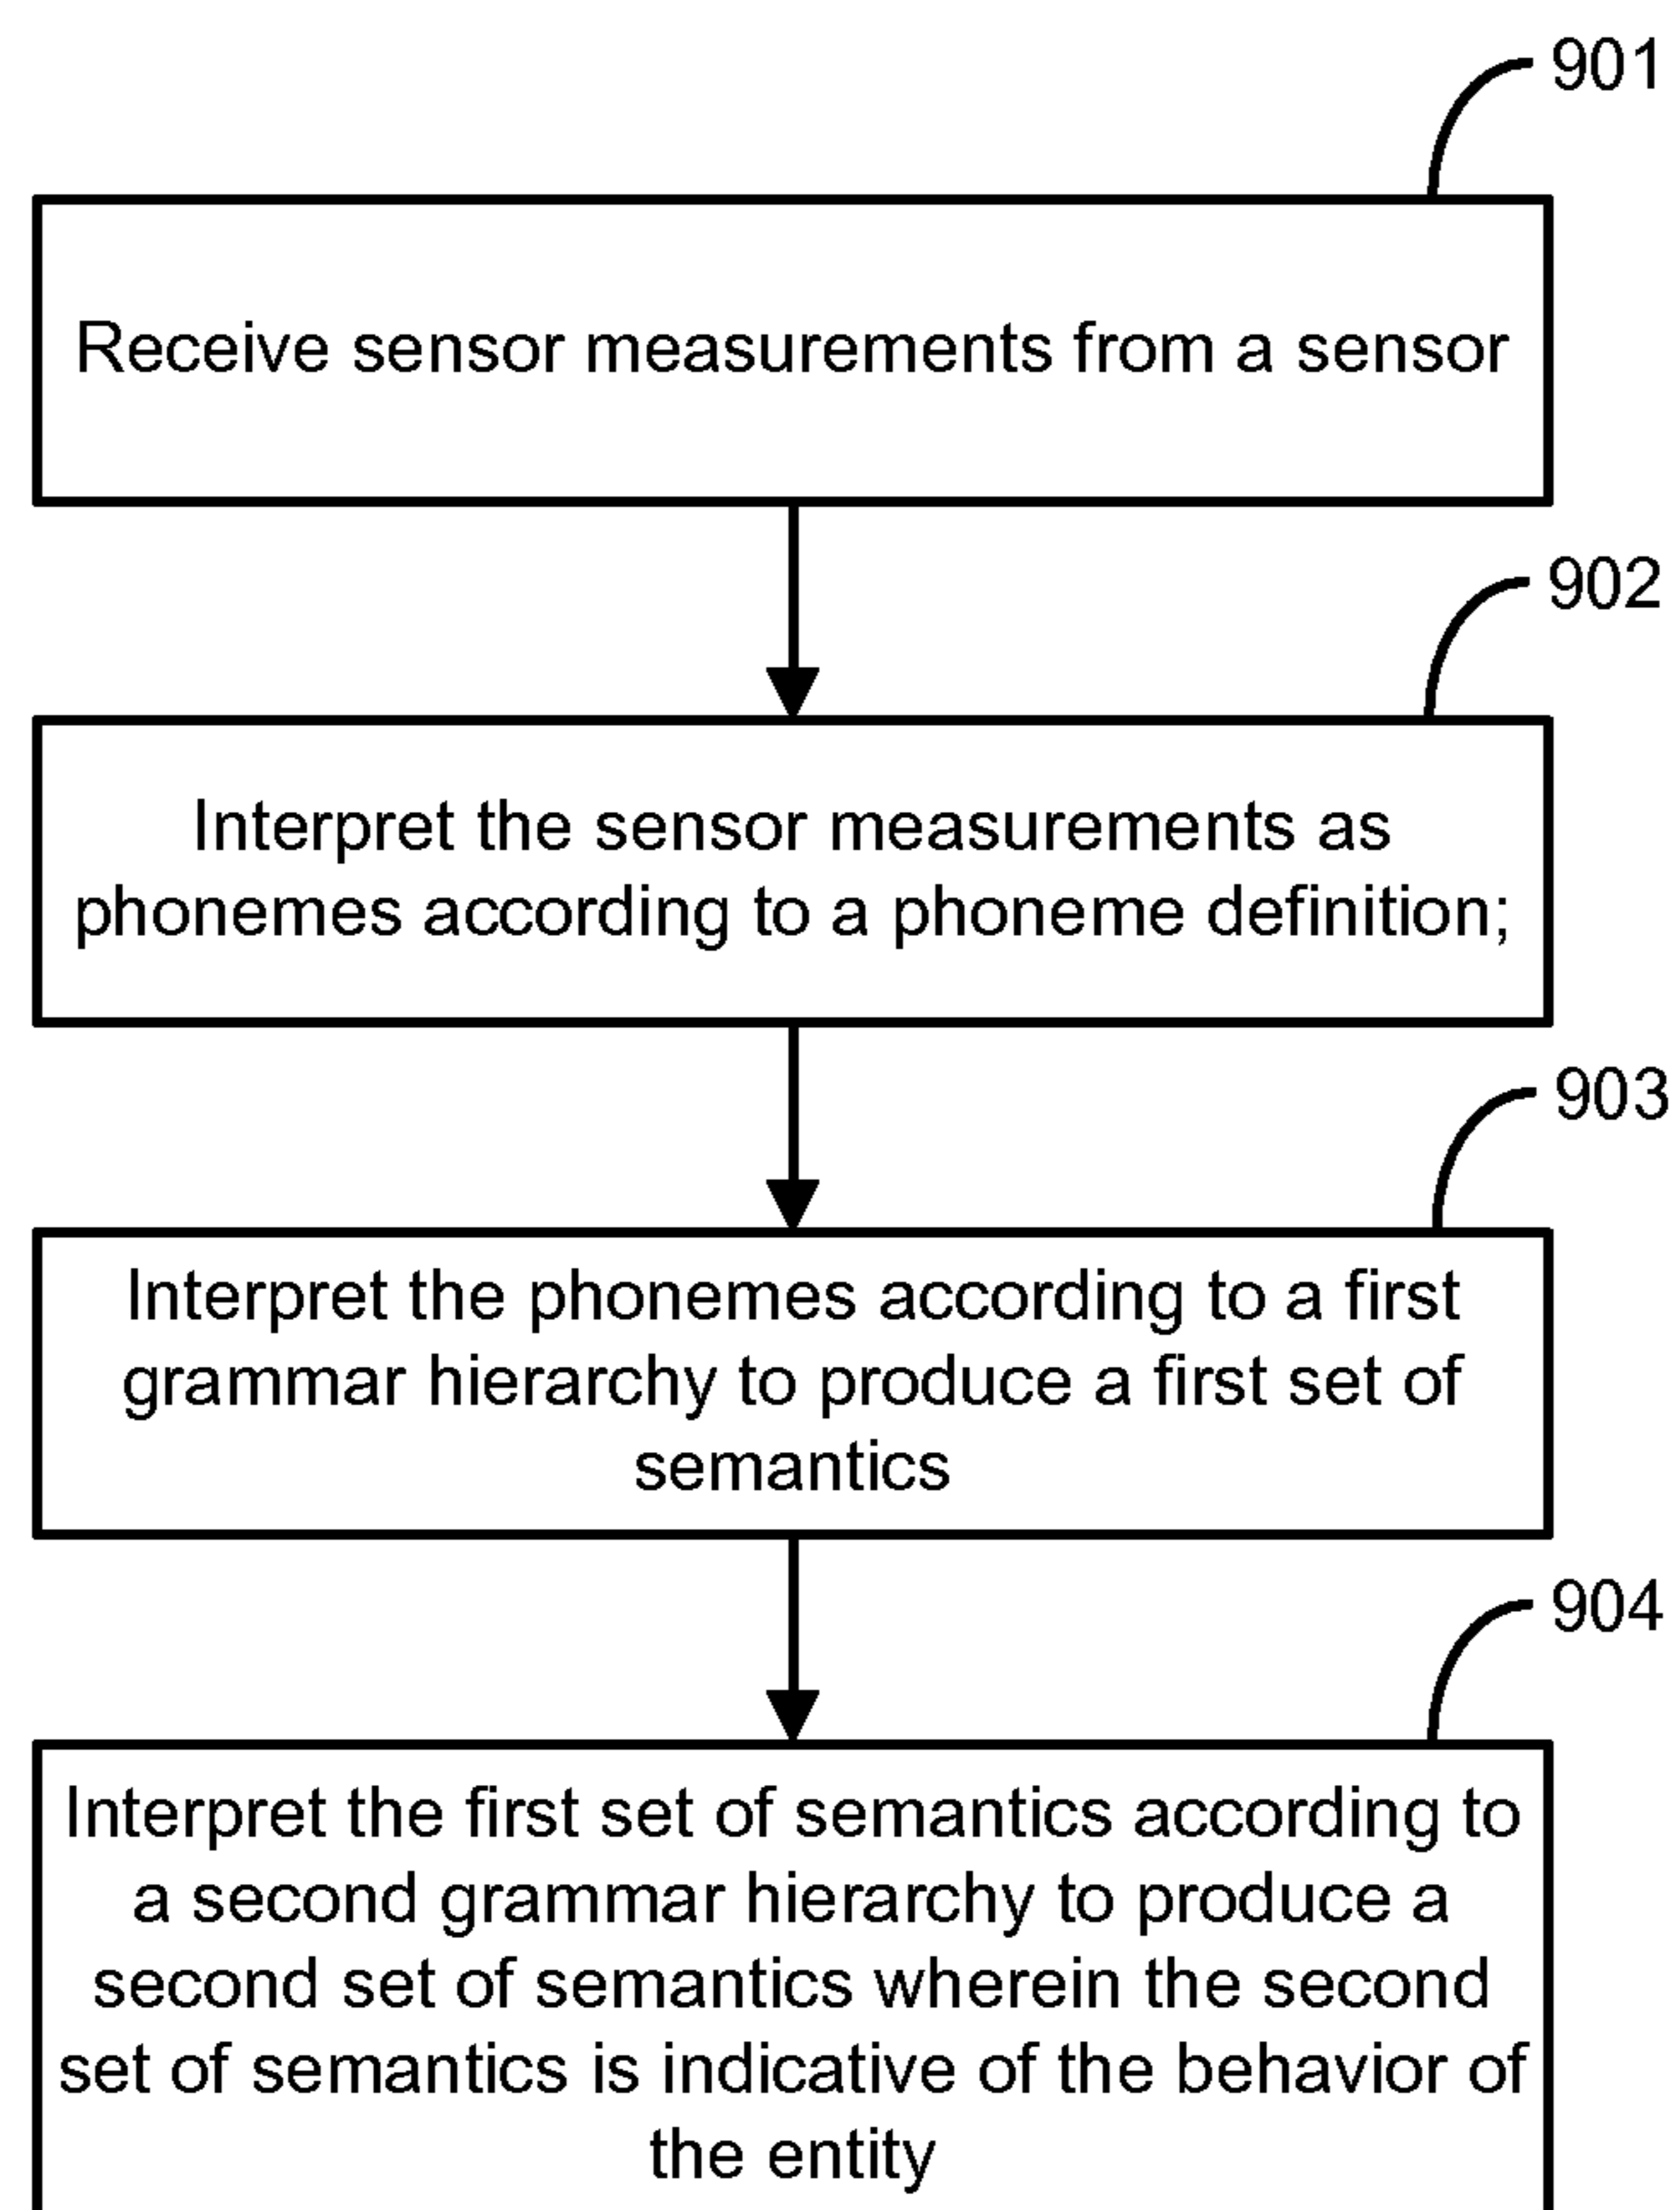 901
Receive sensor measurements from a sensor
902
Interpret the sensor measurements as
phonemes according to a phoneme definition;
903
Interpret the phonemes according to a first
grammar hierarchy to produce a first set of
semantics
904
Interpret the first set of semantics according to
a second grammar hierarchy to produce a
second set of semantics wherein the second
set of semantics is indicative of the behavior of
the entity